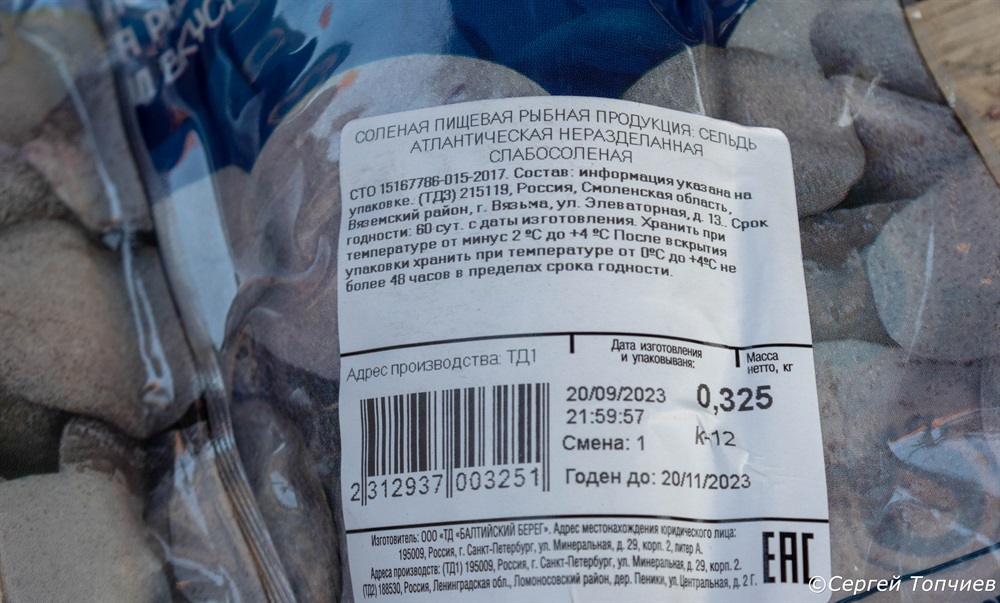 ВКУС
СОЛЕНАЯ ПИЩЕВАЯ РЫБНАЯ ПРОДУКЦИЯ: СЕЛЬДЬ
АТЛАНТИЧЕСКАЯ НЕРАЗДЕЛАННАЯ
СЛАБОСОЛЕНАЯ
СТО 15167786-015-2017. Состав: информация указана на
упаковке. (ТД3) 215119, Россия, Смоленская область,
Вяземский район, г. Вязьма, ул. Элеваторная, д. 13.. Срок
годности: 60 сут. с даты изготовления. Хранить при
температуре от минус 2 ºС до +4 ºС После вскрытия
упаковки хранить при температуре от 0ºС до +4ºС не
более 48 часов в пределах срока годности.
Адрес производства: ТД1
Дата изготовления
и упаковываня:
Масса
нетто, кг
20/09/2023
21:59:57
0,325
Смена: 1
k-12
Годен до: 20/11/2023
2 312937 003251
Изготовитель: ООО «ТД «БАЛТИЙСКИЙ БЕРЕГ». Адрес местонахождения юридического лица:
195009, Россия, г. Санкт-Петербург, ул. Минеральная, д. 29, корп. 2, литер А.
Адреса производств: (ТД1) 195009, Россия, г. Санкт-Петербург, ул. Минеральная, д. 29, корп. 2.
(ТД2) 188530, Россия, Ленинградская обл., Ломоносовский район, дер. Пеники, ул. Центральная, д. 2 Г.
ЕАС
©Сергей Топчиев